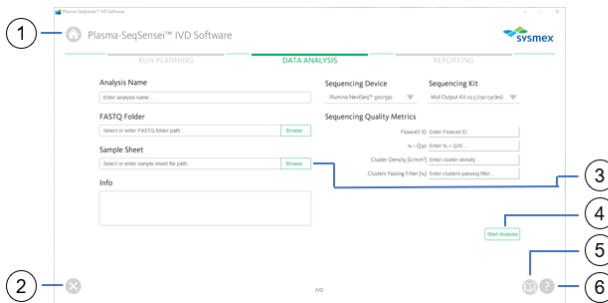 Plasma-SeqSensei™ IVD Software
1
Plasma-SeqSensei™ IVD Software
sysmex
RUN PLANNING
DATA ANALYSIS
REPORTING
Analysis Name
Enter analysis name...
FASTQ Folder
Select or enter FASTQ folder path...
Browse
Sample Sheet
Select or enter sample sheet file path...
Browse
Info
Sequencing Device
Sequencing Kit
Illumina NextSeq™ 500/550
Mid Output Kit v2.5 (150 cycles)
Sequencing Quality Metrics
Flowcell ID
Enter Flowcell ID...
% > Q30
Enter % > Q30...
Cluster Density [k/mm²]
Enter cluster density...
Clusters Passing Filter [%]
Enter clusters passing filter...
3
4
Start Analysis
5
2
IVD
?
6